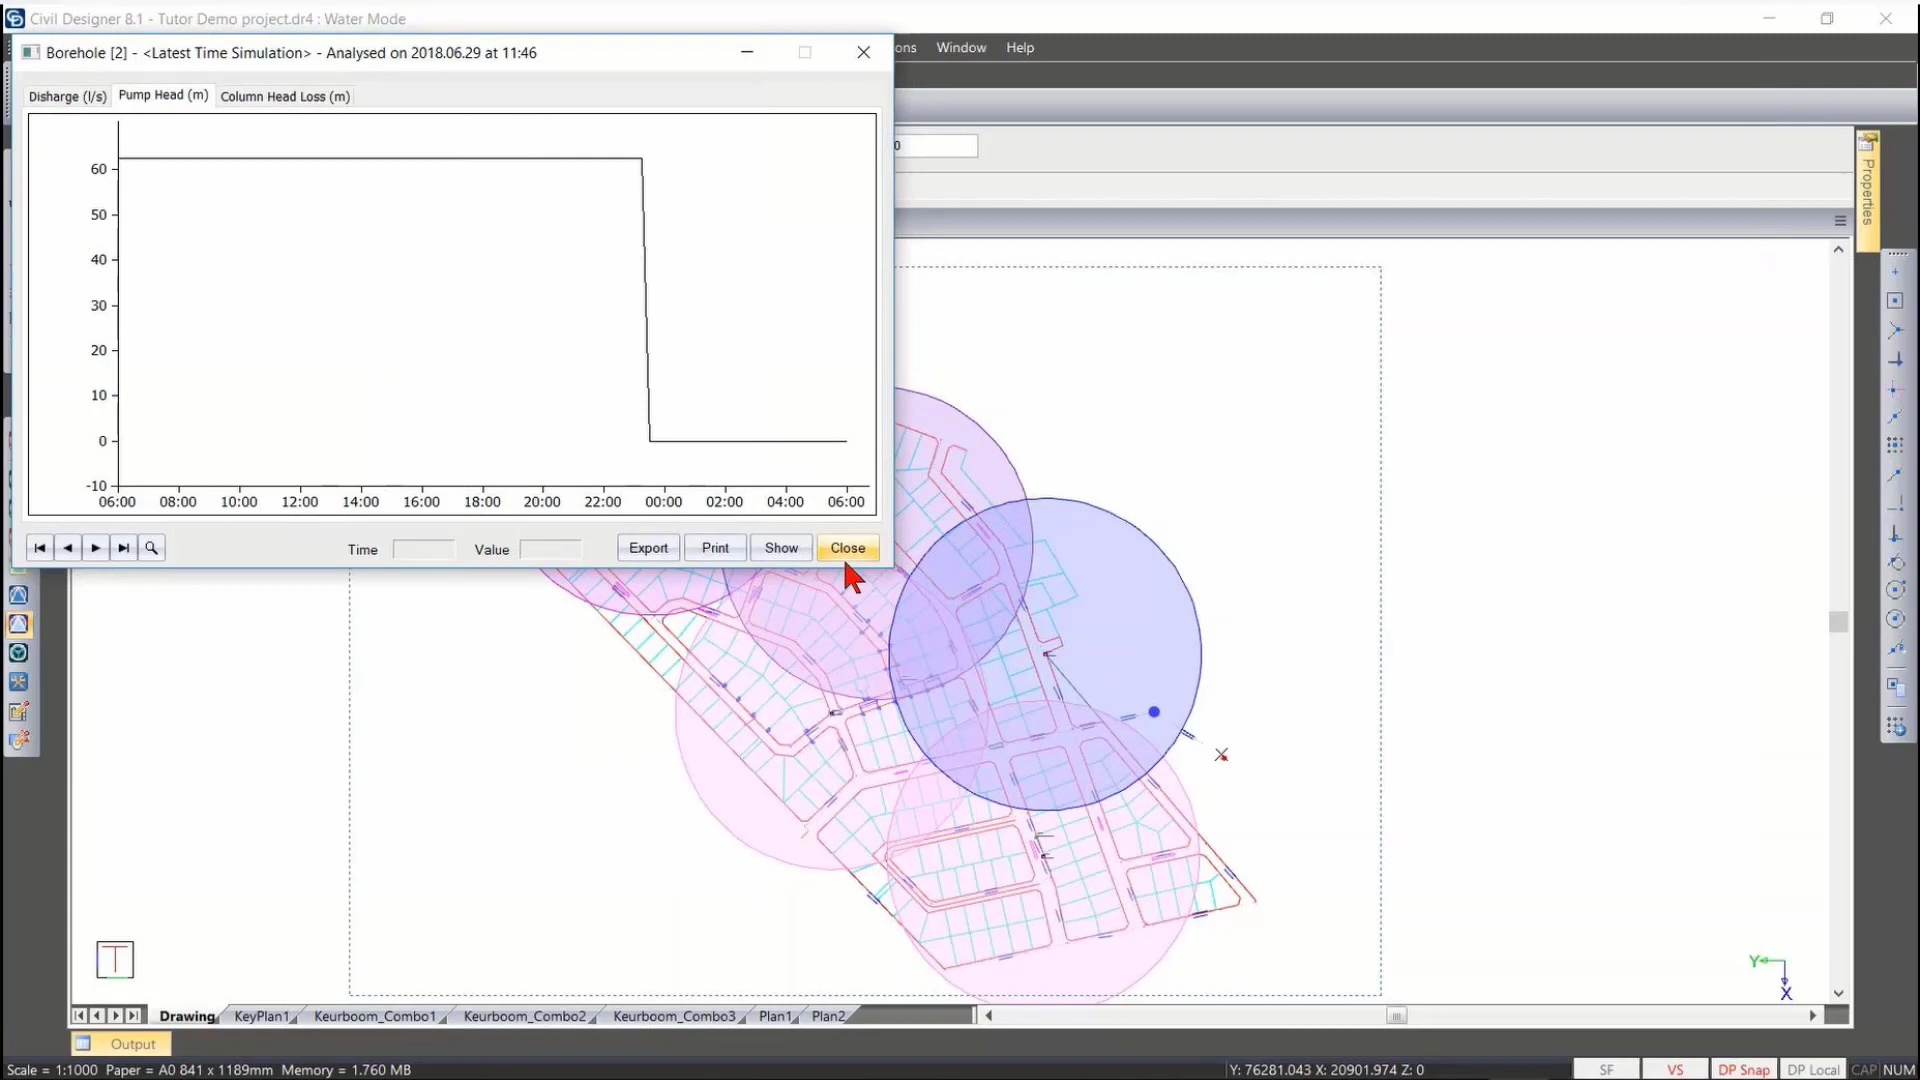 Civil Designer 8.1 - Tutor Demo project.dr4 : Water Mode
Borehole [2] - <Latest Time Simulation> - Analysed on 2018.06.29 at 11:46
ons Window Help
Disharge (l/s) Pump Head (m) Column Head Loss (m)
0
Properties
60
50
40
30
20
10
0
-10
06:00 08:00 10:00 12:00 14:00 16:00 18:00 20:00 22:00 00:00 02:00 04:00 06:00
Time Value Export Print Show Close
T
Y
X
Drawing KeyPlan1 Keurboom_Combo1 Keurboom_Combo2 Keurboom_Combo3 Plan1 Plan2
Output
Scale = 1:1000 Paper = A0 841 x 1189mm Memory = 1.760 MB Y: 76281.043 X: 20901.974 Z: 0 SF VS DP Snap DP Local CAP NUM